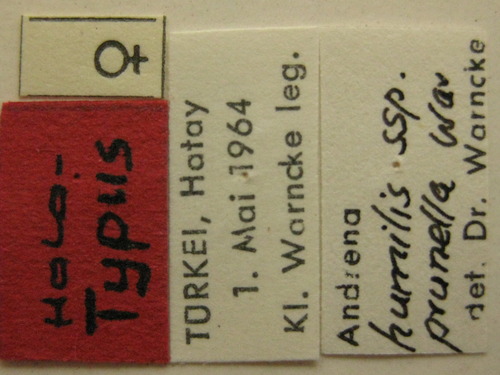 ♀
Holo-
Typus
TÜRKEI, Hatay
1. Mai 1964
Kl. Warncke leg.
Andrena
humilis ssp.
prunella War
det. Dr. Warncke